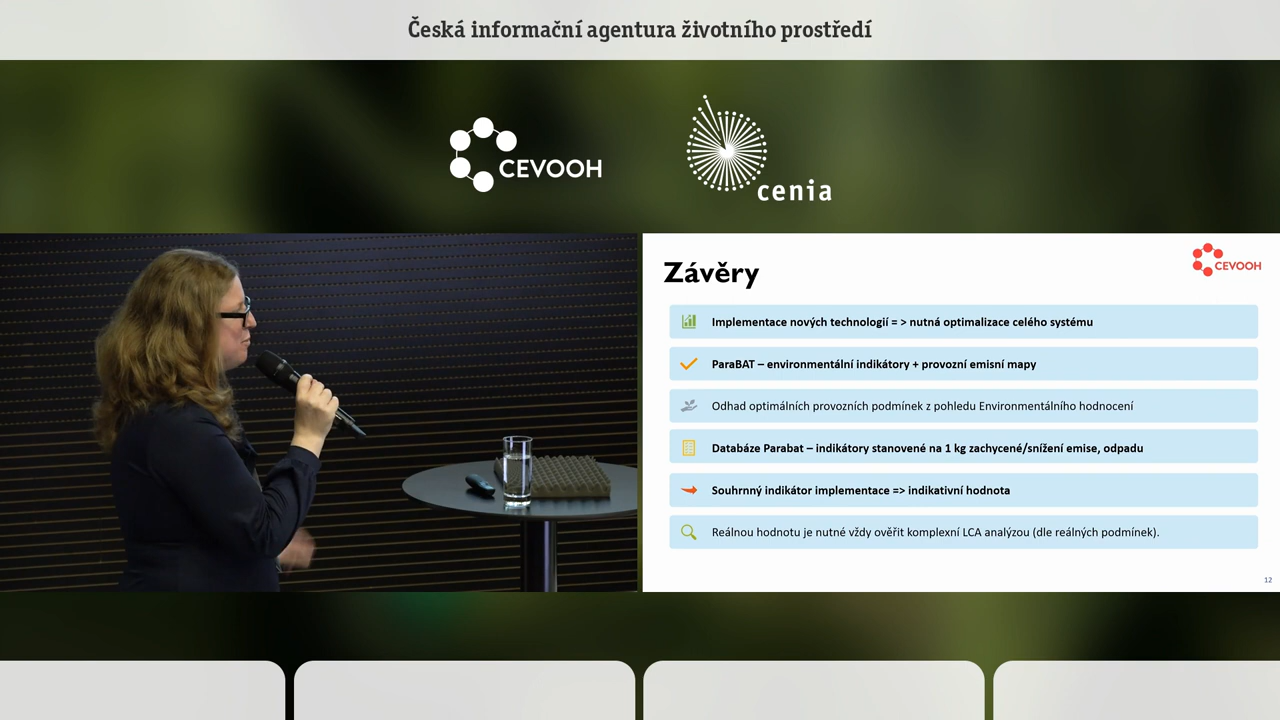 Česká informační agentura životního prostředí
CEVOOH
cenia
Závěry
CEVOOH
Implementace nových technologií = > nutná optimalizace celého systému
ParaBAT – environmentální indikátory + provozní emisní mapy
Odhad optimálních provozních podmínek z pohledu Environmentálního hodnocení
Databáze Parabat – indikátory stanovené na 1 kg zachycené/snížení emise, odpadu
Souhrnný indikátor implementace => indikativní hodnota
Reálnou hodnotu je nutné vždy ověřit komplexní LCA analýzou (dle reálných podmínek).
12